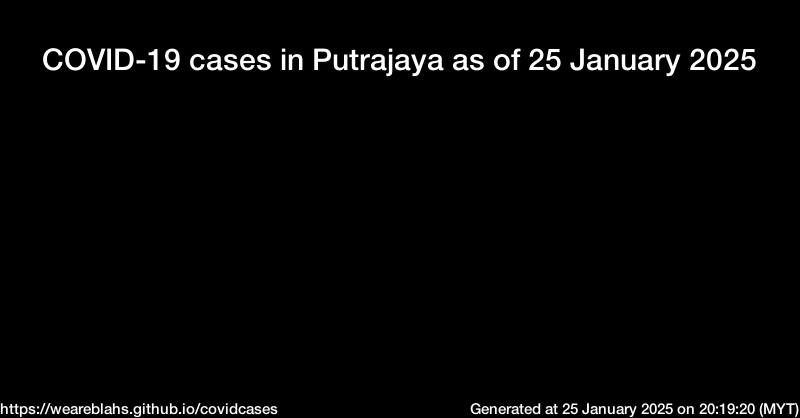 COVID-19 cases in Putrajaya as of 25 January 2025
https://weareblahs.github.io/covidcases
Generated at 25 January 2025 on 20:19:20 (MYT)